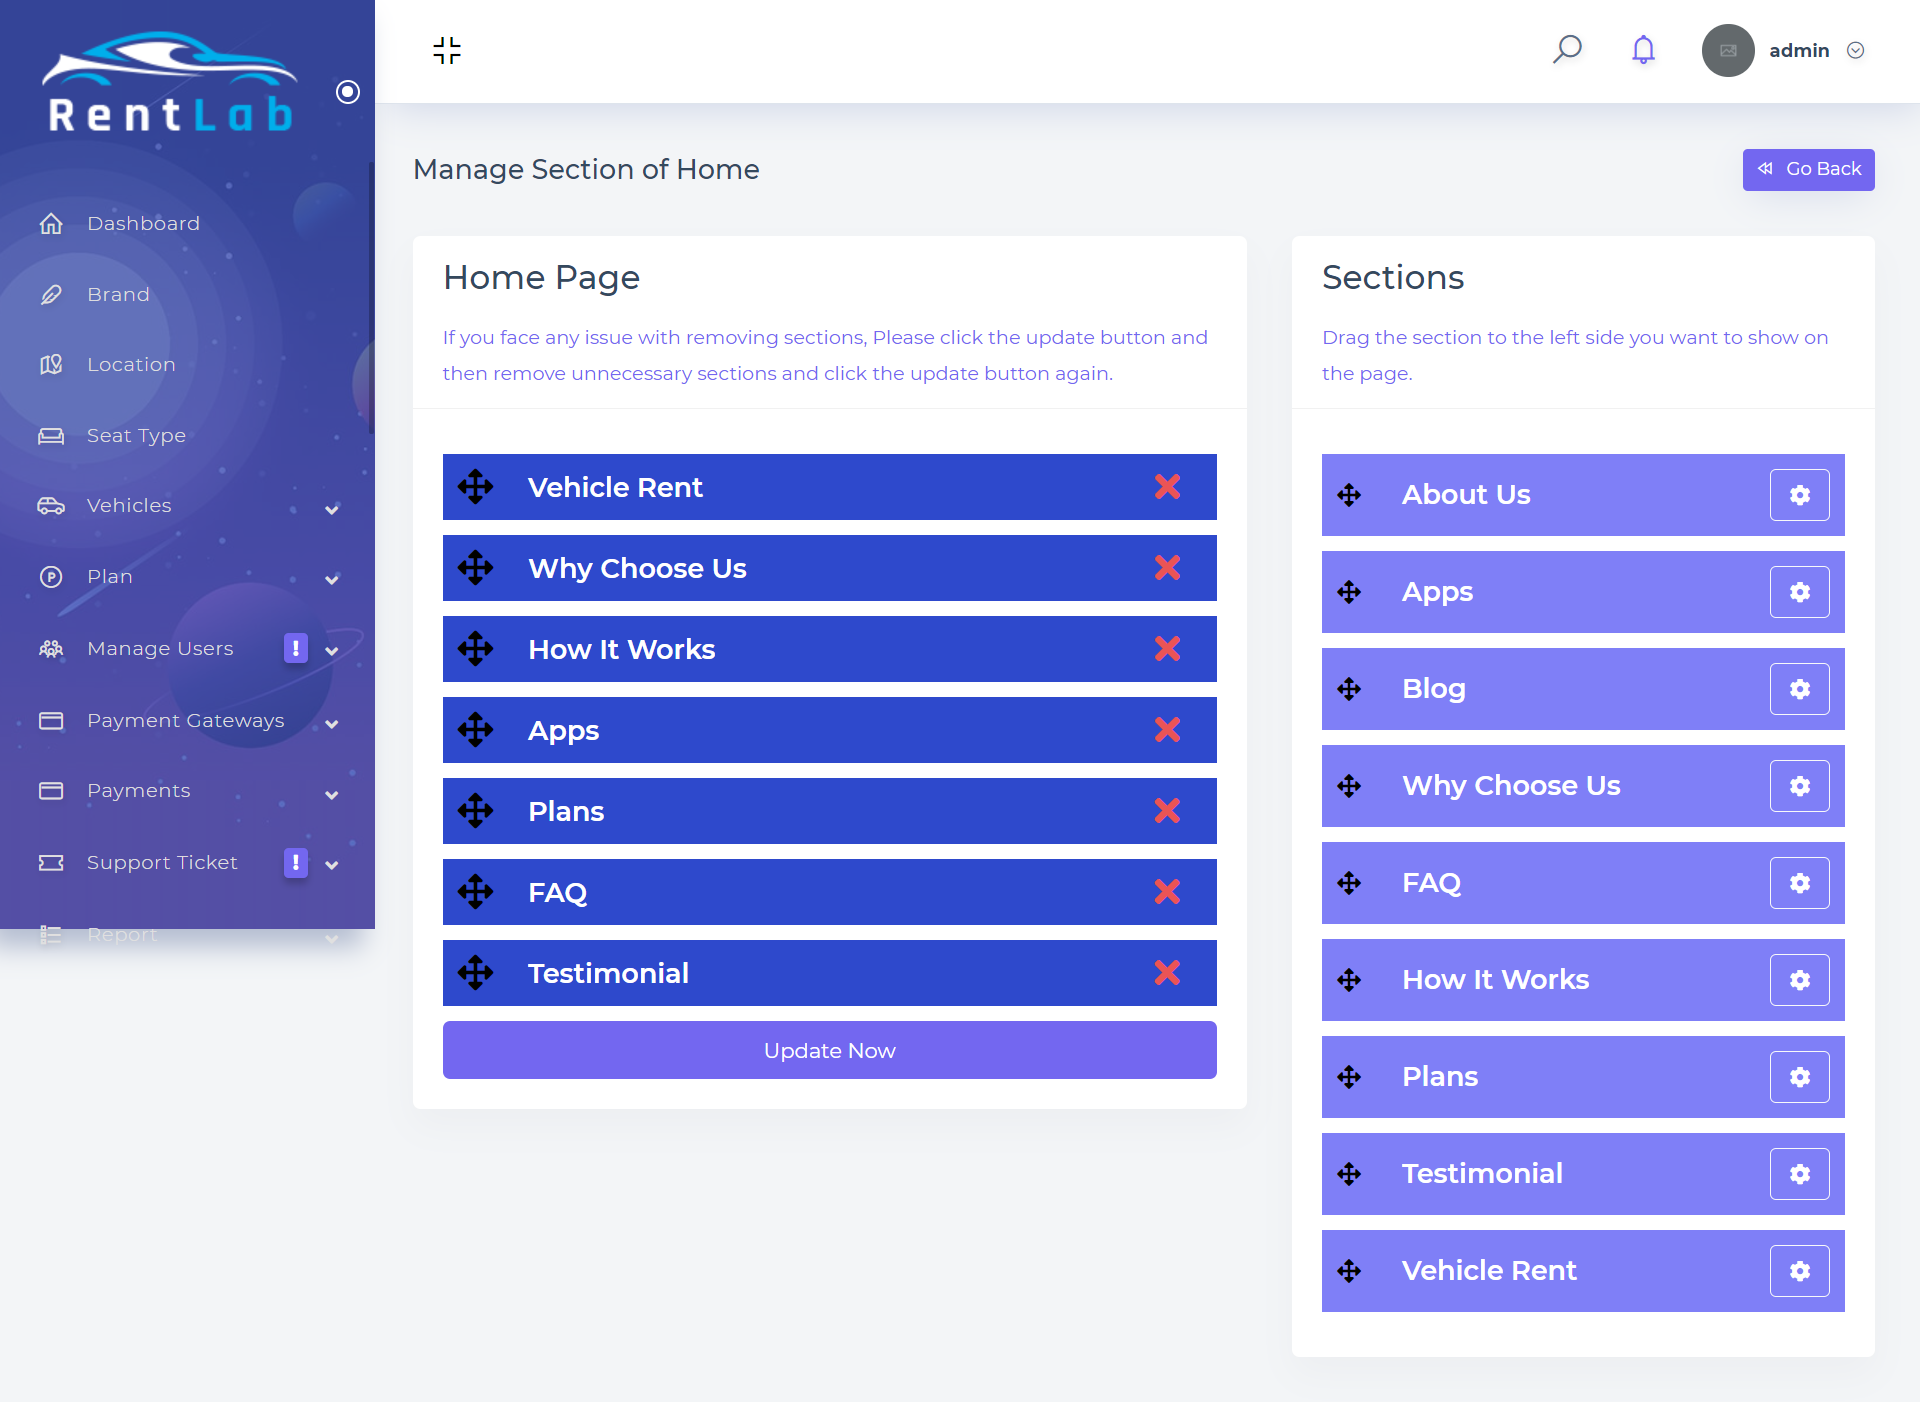 RentLab
admin
Manage Section of Home
Go Back
Dashboard
Brand
Location
Seat Type
Vehicles
Plan
Manage Users
!
Payment Gateways
Payments
Support Ticket
!
Report
Home Page
If you face any issue with removing sections, Please click the update button and
then remove unnecessary sections and click the update button again.
Vehicle Rent
Why Choose Us
How It Works
Apps
Plans
FAQ
Testimonial
Update Now
Sections
Drag the section to the left side you want to show on
the page.
About Us
Apps
Blog
Why Choose Us
FAQ
How It Works
Plans
Testimonial
Vehicle Rent